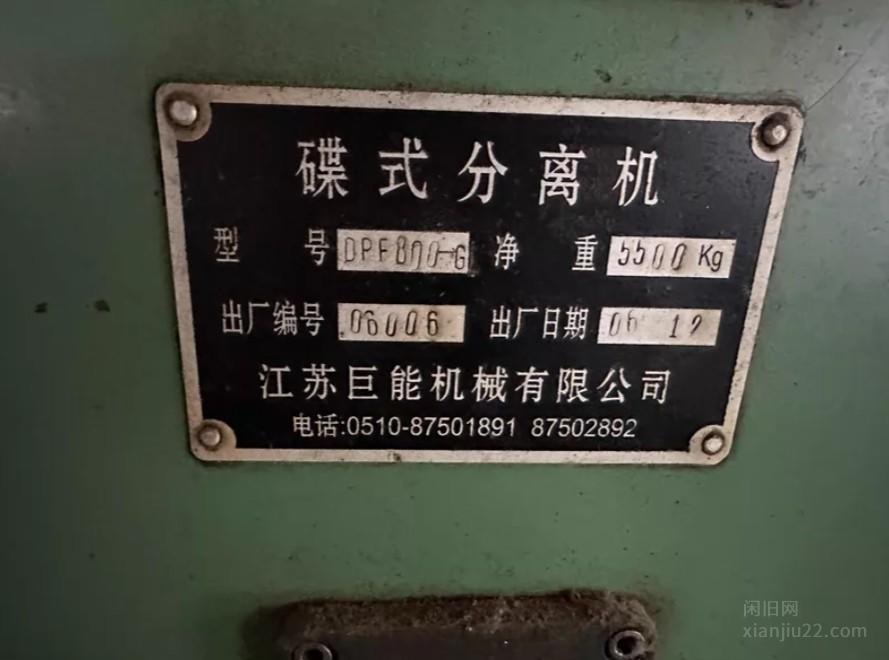 碟式分离机
型号 DPF800-G 净重 5500Kg
出厂编号 06006 出厂日期 06 12
江苏巨能机械有限公司
电话:0510-87501891 87502892
闲旧网
xianjiu22.com